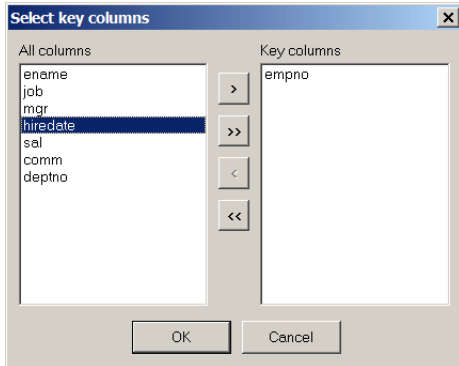 Select key columns
All columns
Key columns
ename
job
mgr
hiredate
sal
comm
deptno
>
>>
<
<<
empno
OK
Cancel